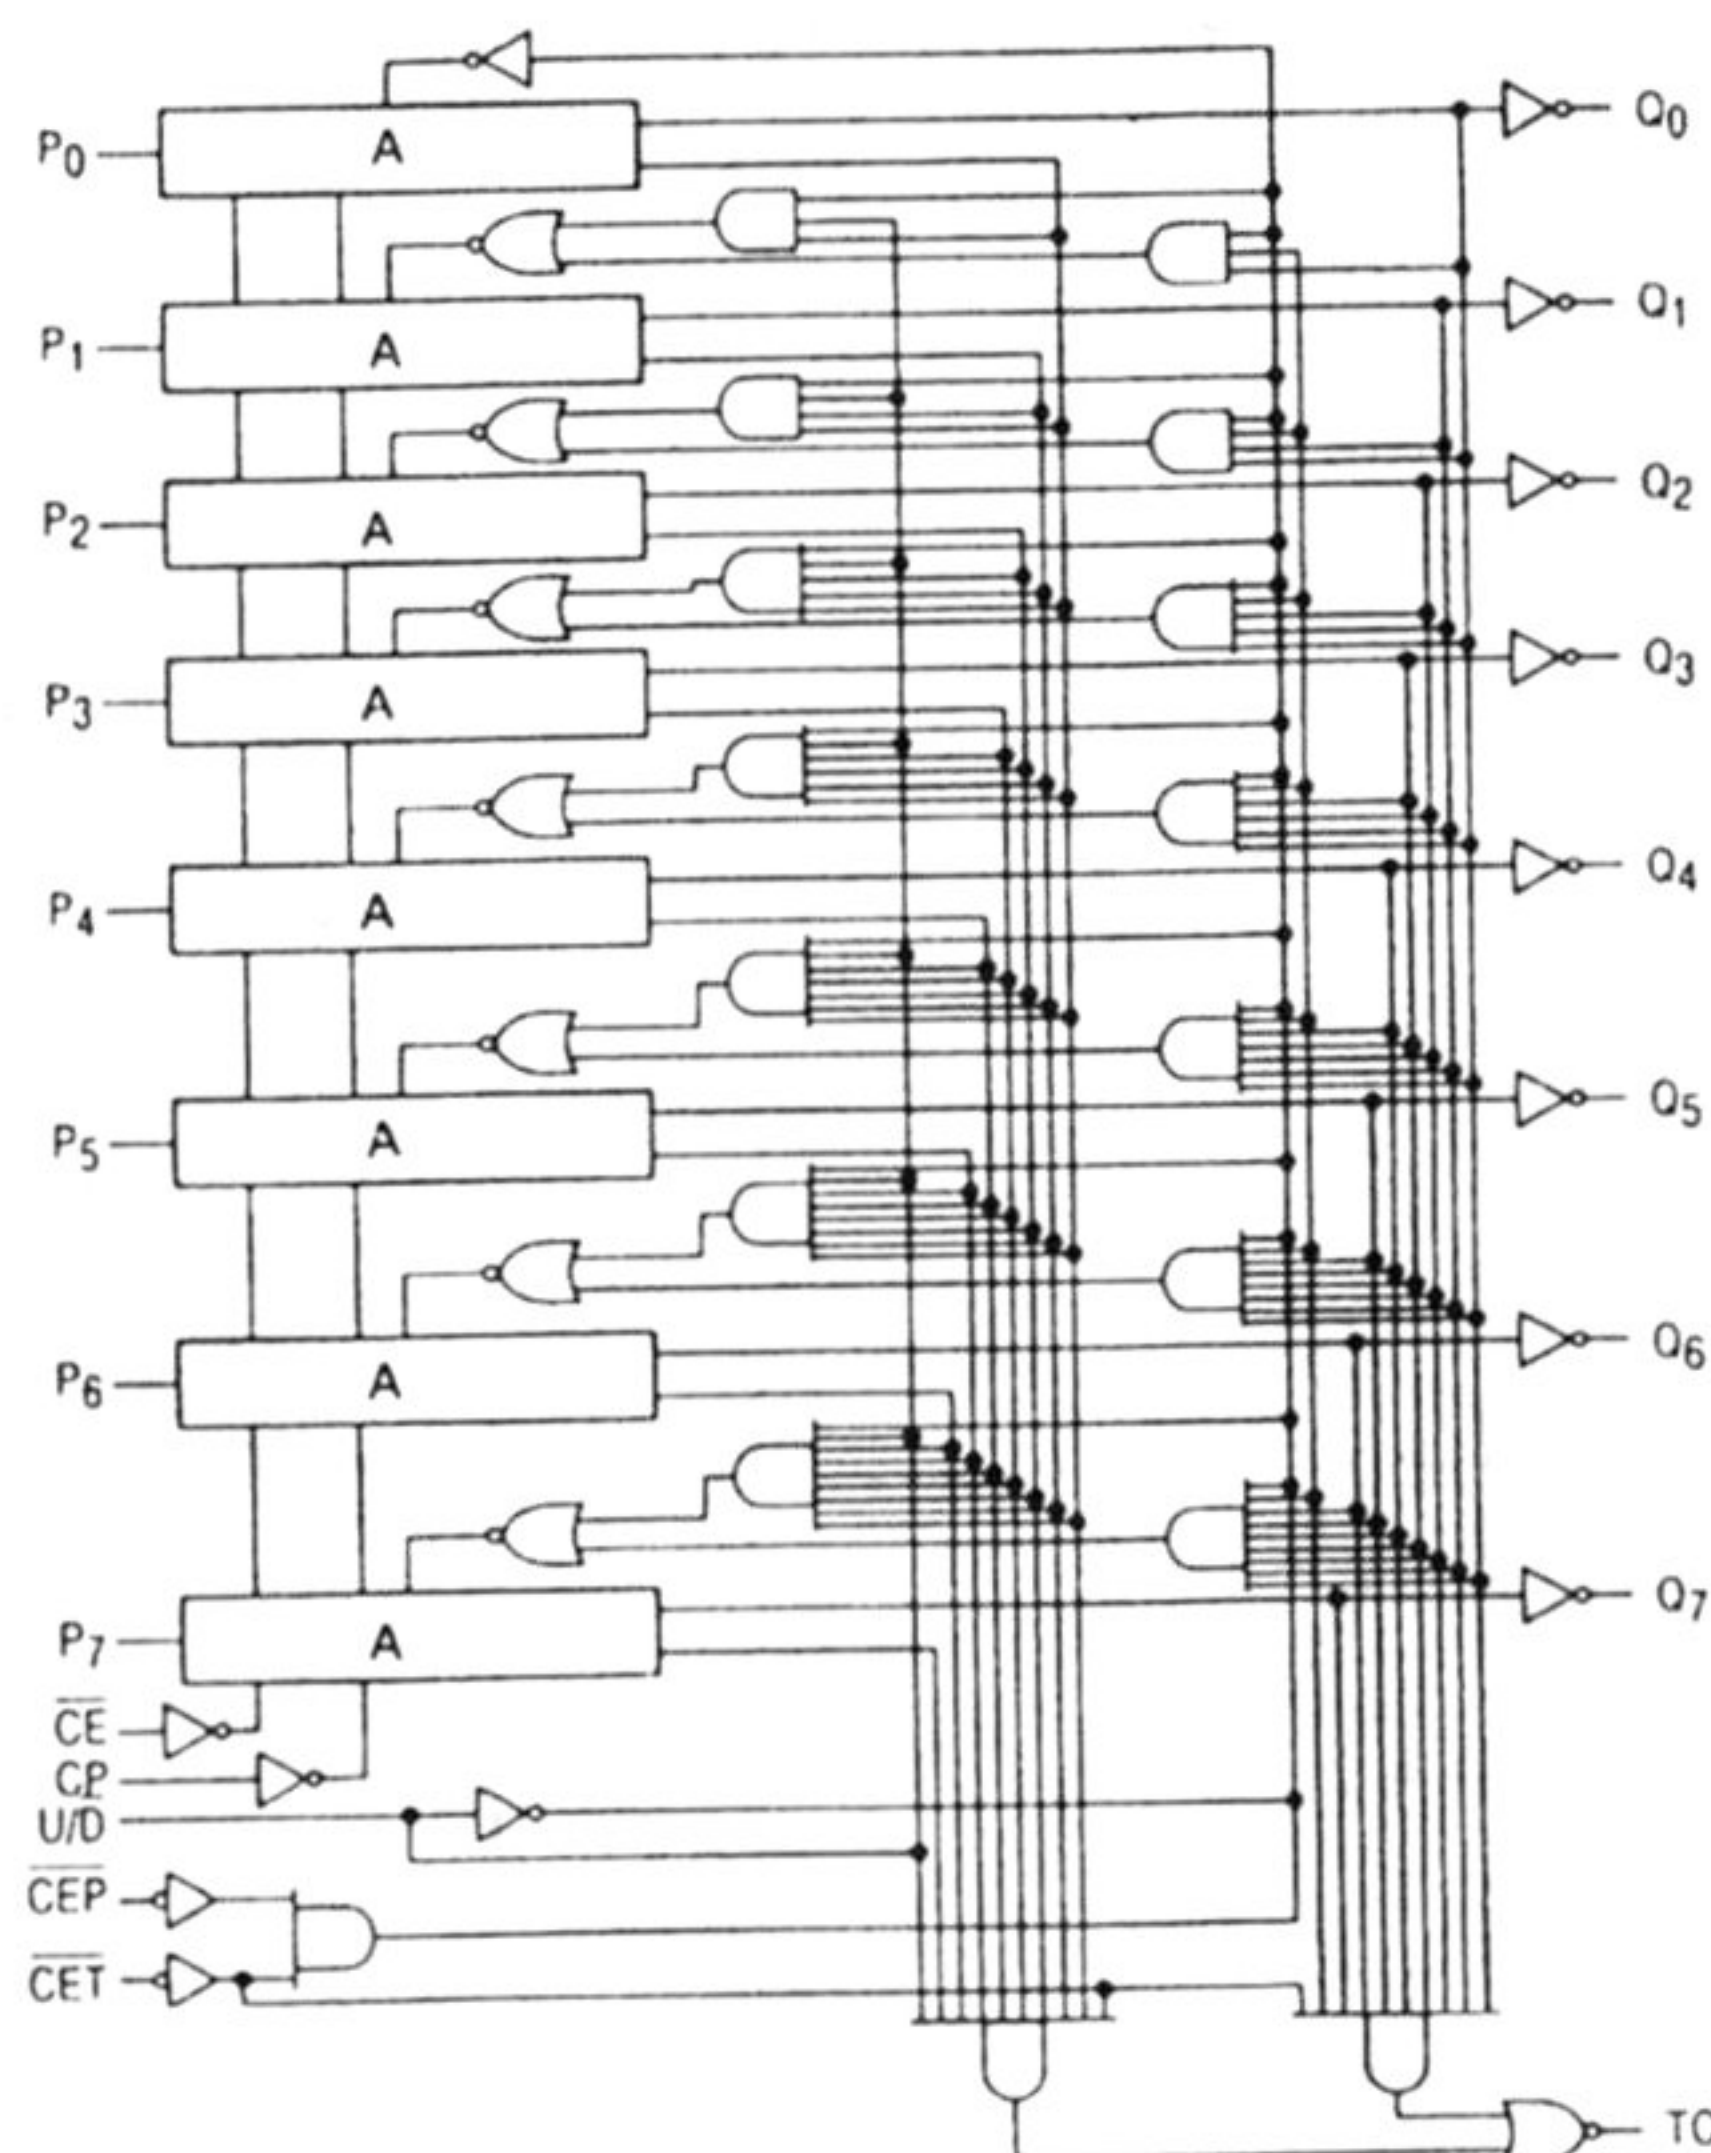 P0 A Q0
P1 A Q1
P2 A Q2
P3 A Q3
P4 A Q4
P5 A Q5
P6 A Q6
P7 A Q7
CE
CP
U/D
CEP
CET
TC